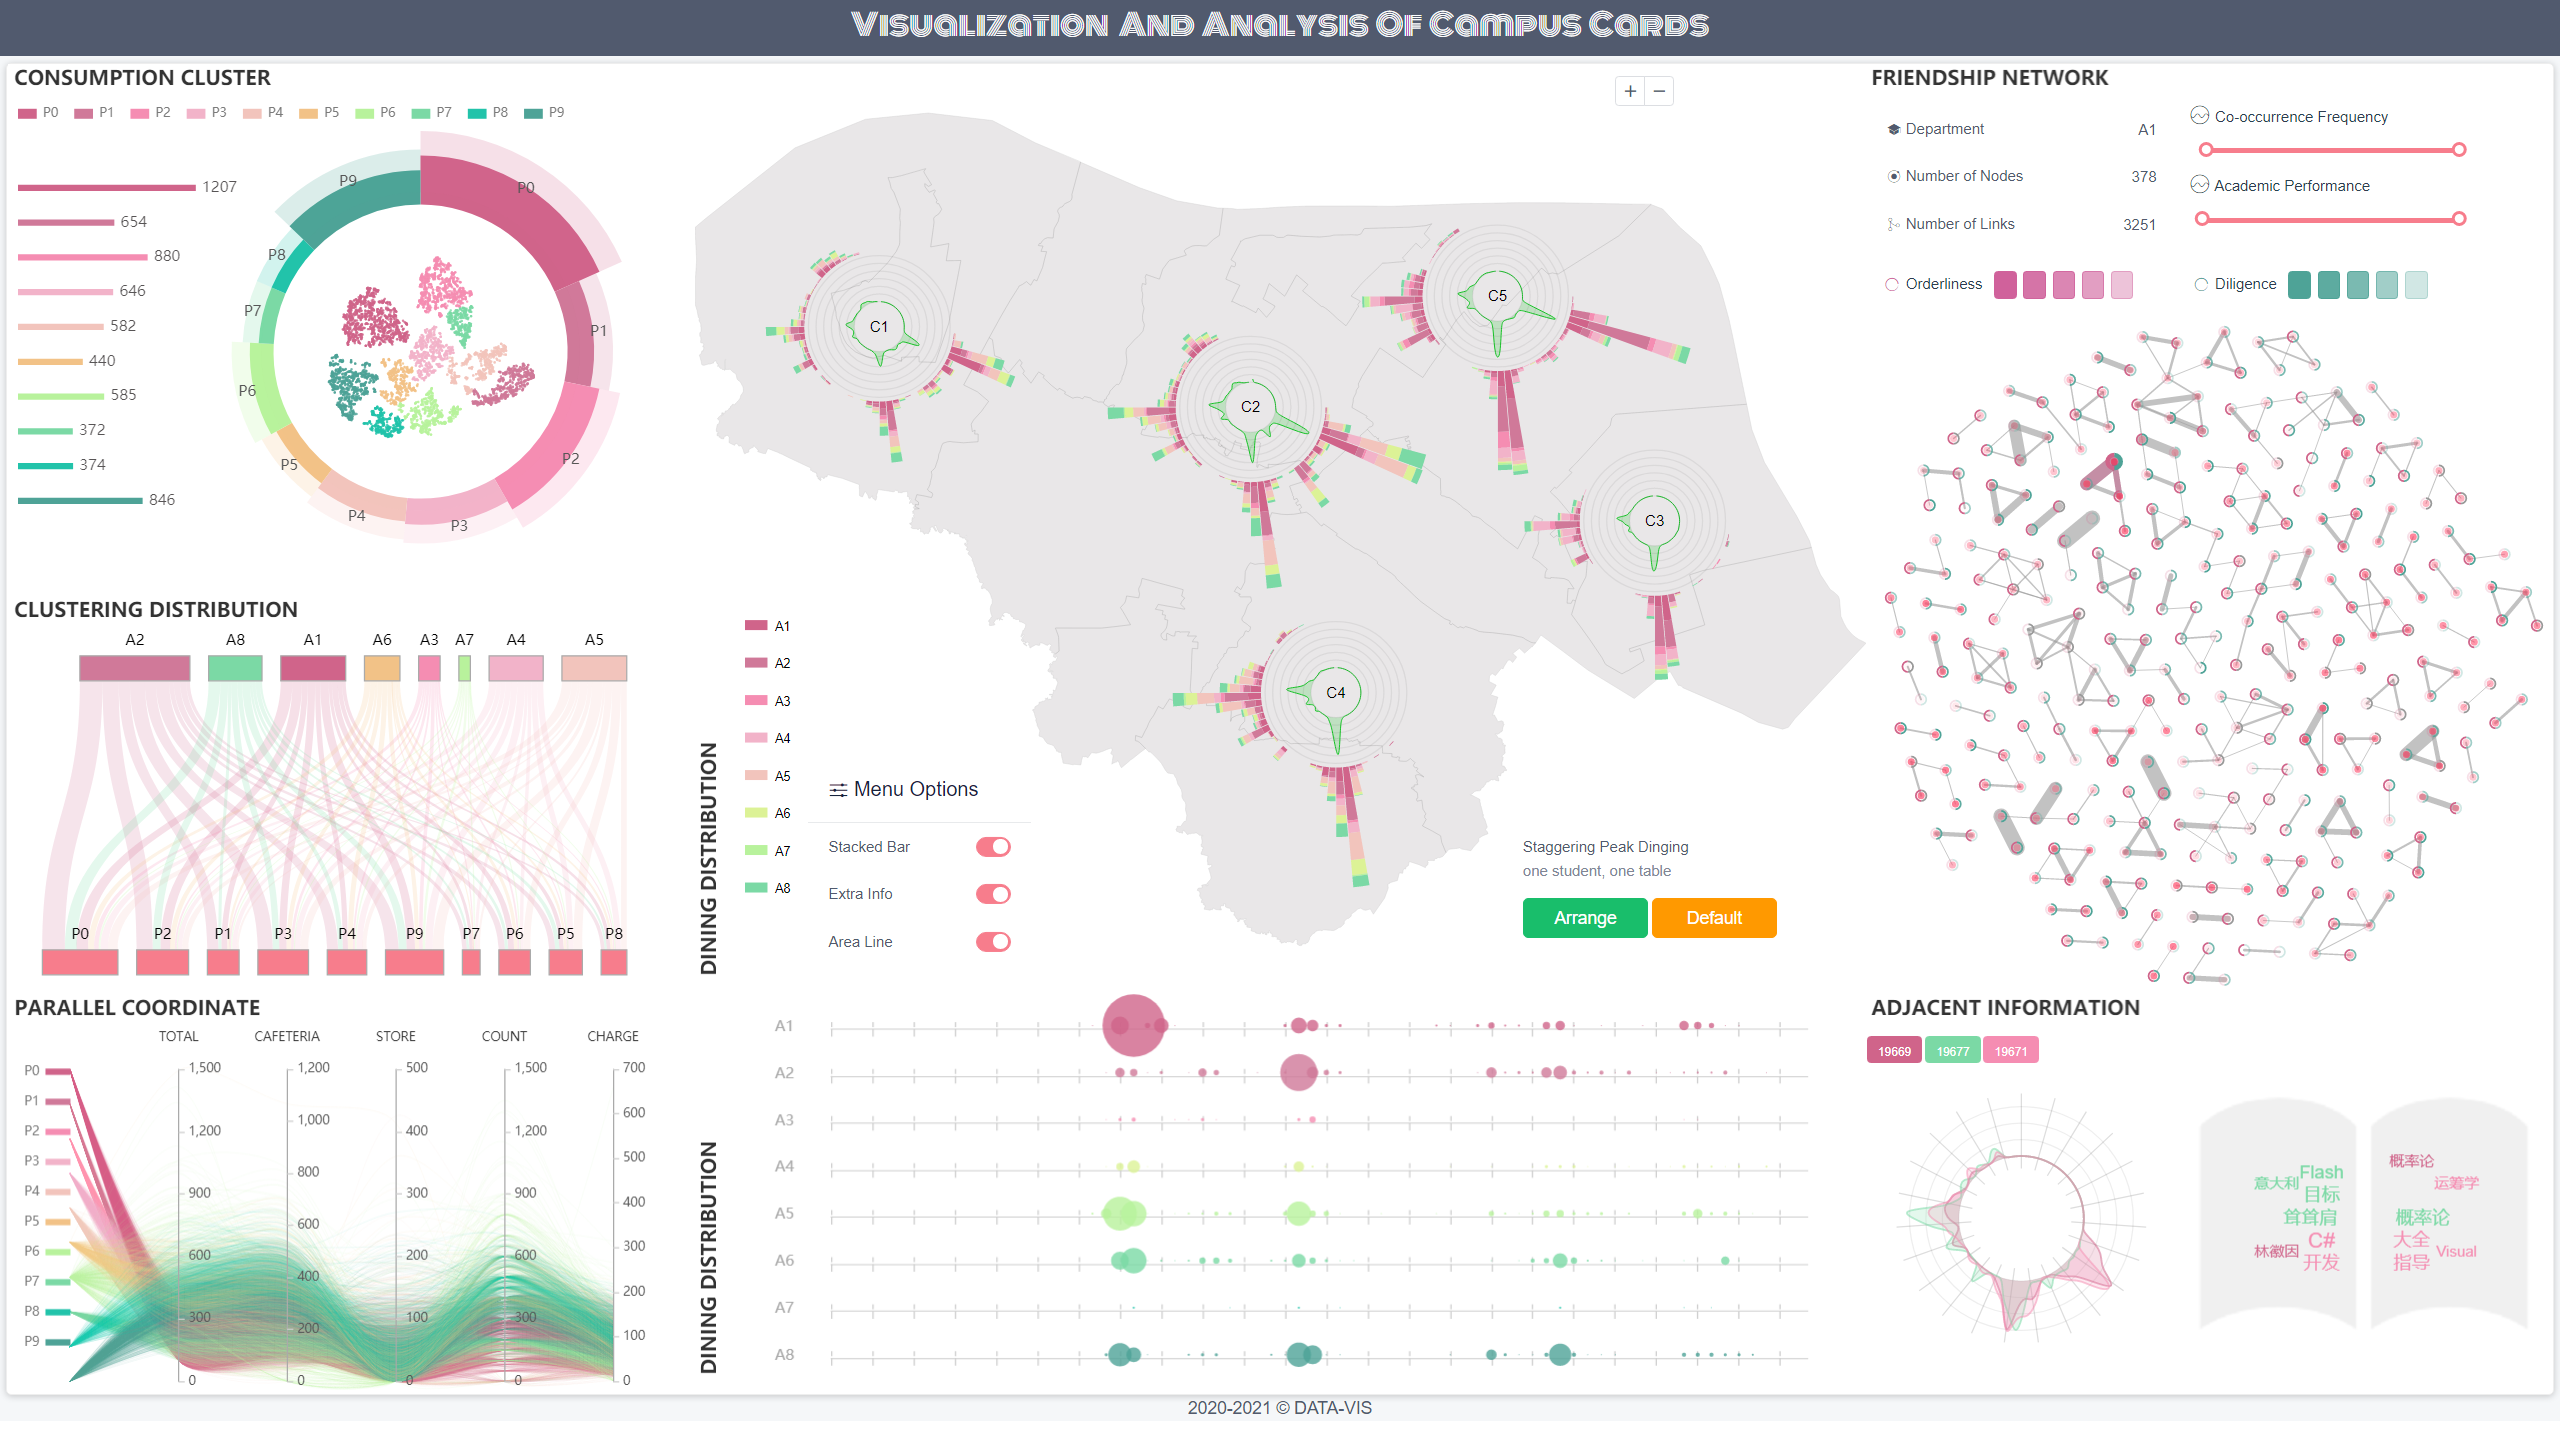 Visualization And Analysis Of Campus Cards
CONSUMPTION CLUSTER
P0 P1 P2 P3 P4 P5 P6 P7 P8 P9
1207
654
880
646
582
440
585
372
374
846
P0
P1
P2
P3
P4
P5
P6
P7
P8
P9
CLUSTERING DISTRIBUTION
A2 A8 A1 A6 A3 A7 A4 A5
P0 P2 P1 P3 P4 P9 P7 P6 P5 P8
PARALLEL COORDINATE
TOTAL CAFETERIA STORE COUNT CHARGE
P0
P1
P2
P3
P4
P5
P6
P7
P8
P9
1,500
1,200
900
600
300
0
1,200
1,000
800
600
400
200
0
500
400
300
200
100
0
1,500
1,200
900
600
300
0
700
600
500
400
300
200
100
0
+ −
C1
C2
C5
C3
C4
DINING DISTRIBUTION
A1
A2
A3
A4
A5
A6
A7
A8
Menu Options
Stacked Bar
Extra Info
Area Line
Staggering Peak Dinging
one student, one table
Arrange Default
DINING DISTRIBUTION
A1
A2
A3
A4
A5
A6
A7
A8
FRIENDSHIP NETWORK
Department A1
Number of Nodes 378
Number of Links 3251
Co-occurrence Frequency
Academic Performance
Orderliness
Diligence
ADJACENT INFORMATION
19669 19677 19671
Flash
意大利
目标
耸耸肩
C#
林徽因
开发
概率论
运筹学
概率论
大全
Visual
指导
2020-2021 © DATA-VIS